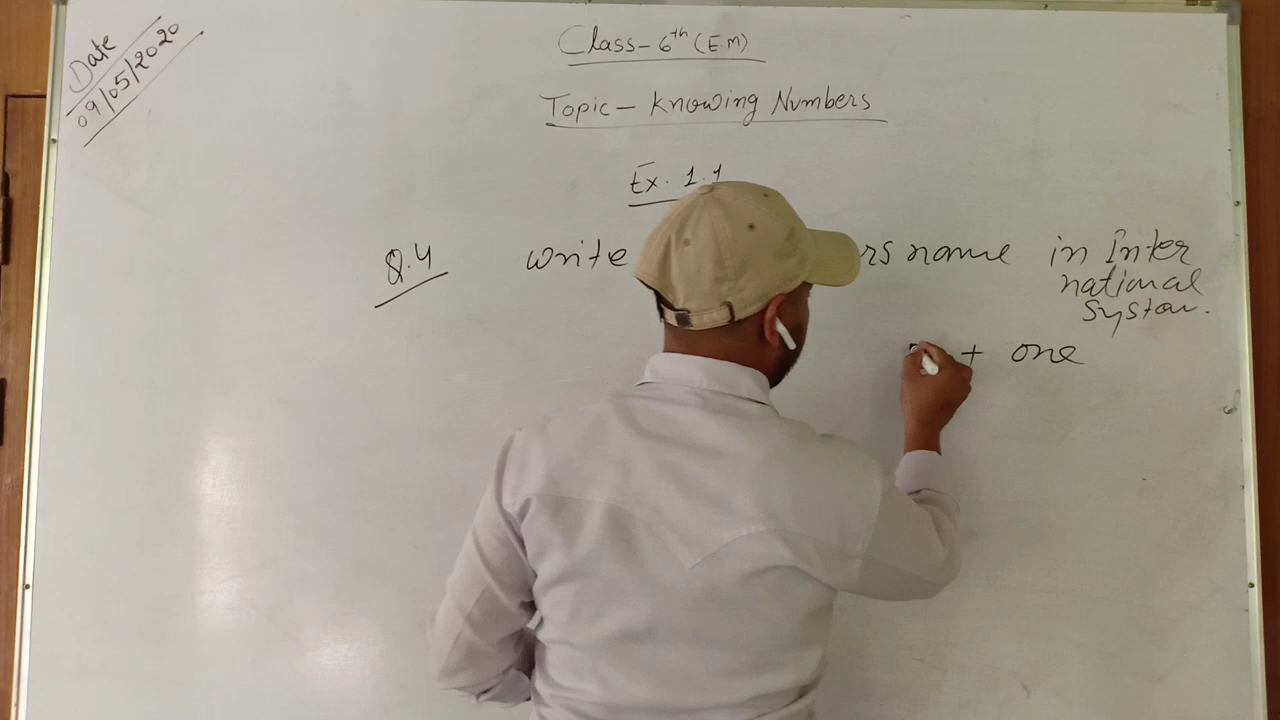 Date
09/05/2020
Class-6th (E.M)
Topic- Knowing Numbers
Ex. 1.1
Q.4 write rs name in Inter
national
Systam.
+ one